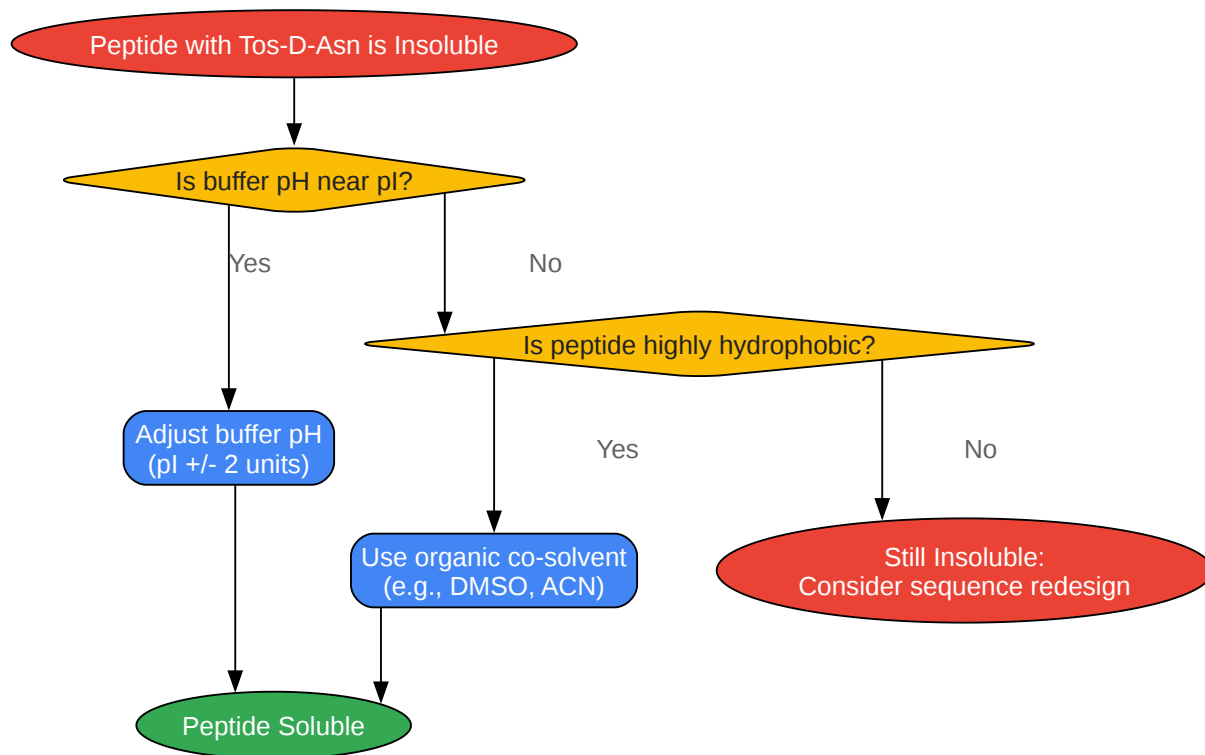 Peptide with Tos-D-Asn is Insoluble
Is buffer pH near pI?
Yes
No
Is peptide highly hydrophobic?
Adjust buffer pH
(pI +/- 2 units)
Yes
No
Use organic co-solvent
(e.g., DMSO, ACN)
Still Insoluble:
Consider sequence redesign
Peptide Soluble